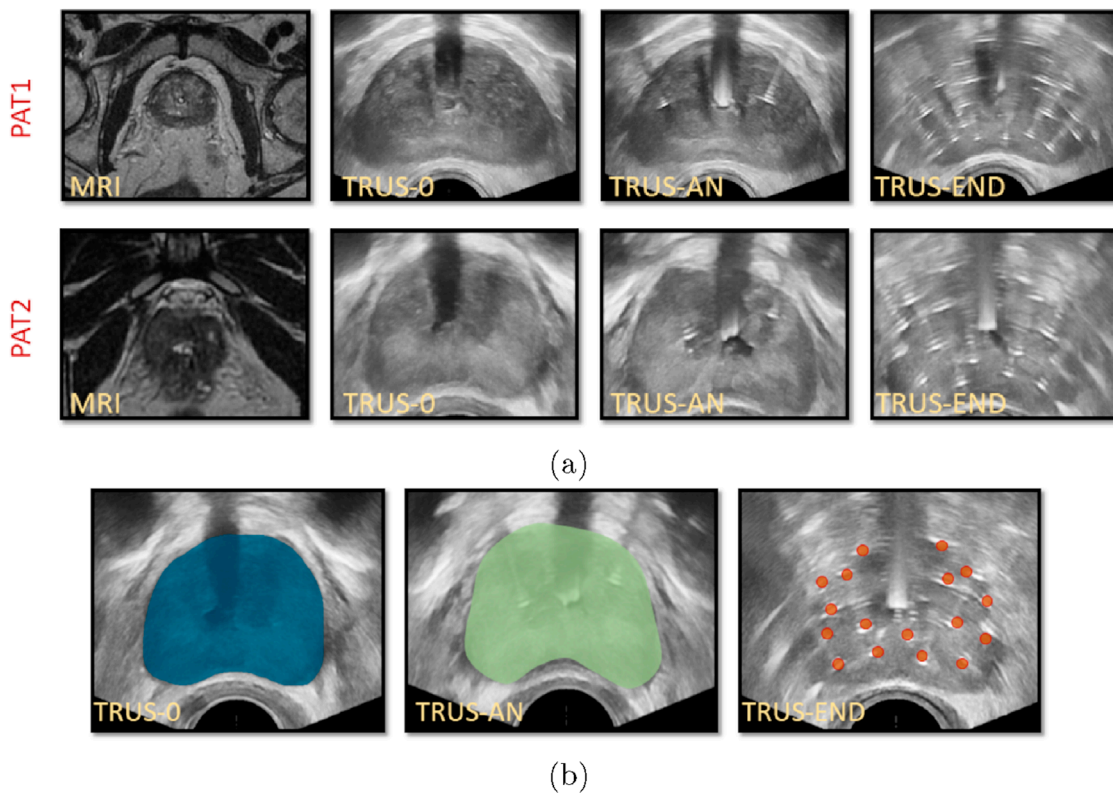 PAT1
MRI
TRUS-0
TRUS-AN
TRUS-END
PAT2
MRI
TRUS-0
TRUS-AN
TRUS-END
(a)
TRUS-0
TRUS-AN
TRUS-END
(b)